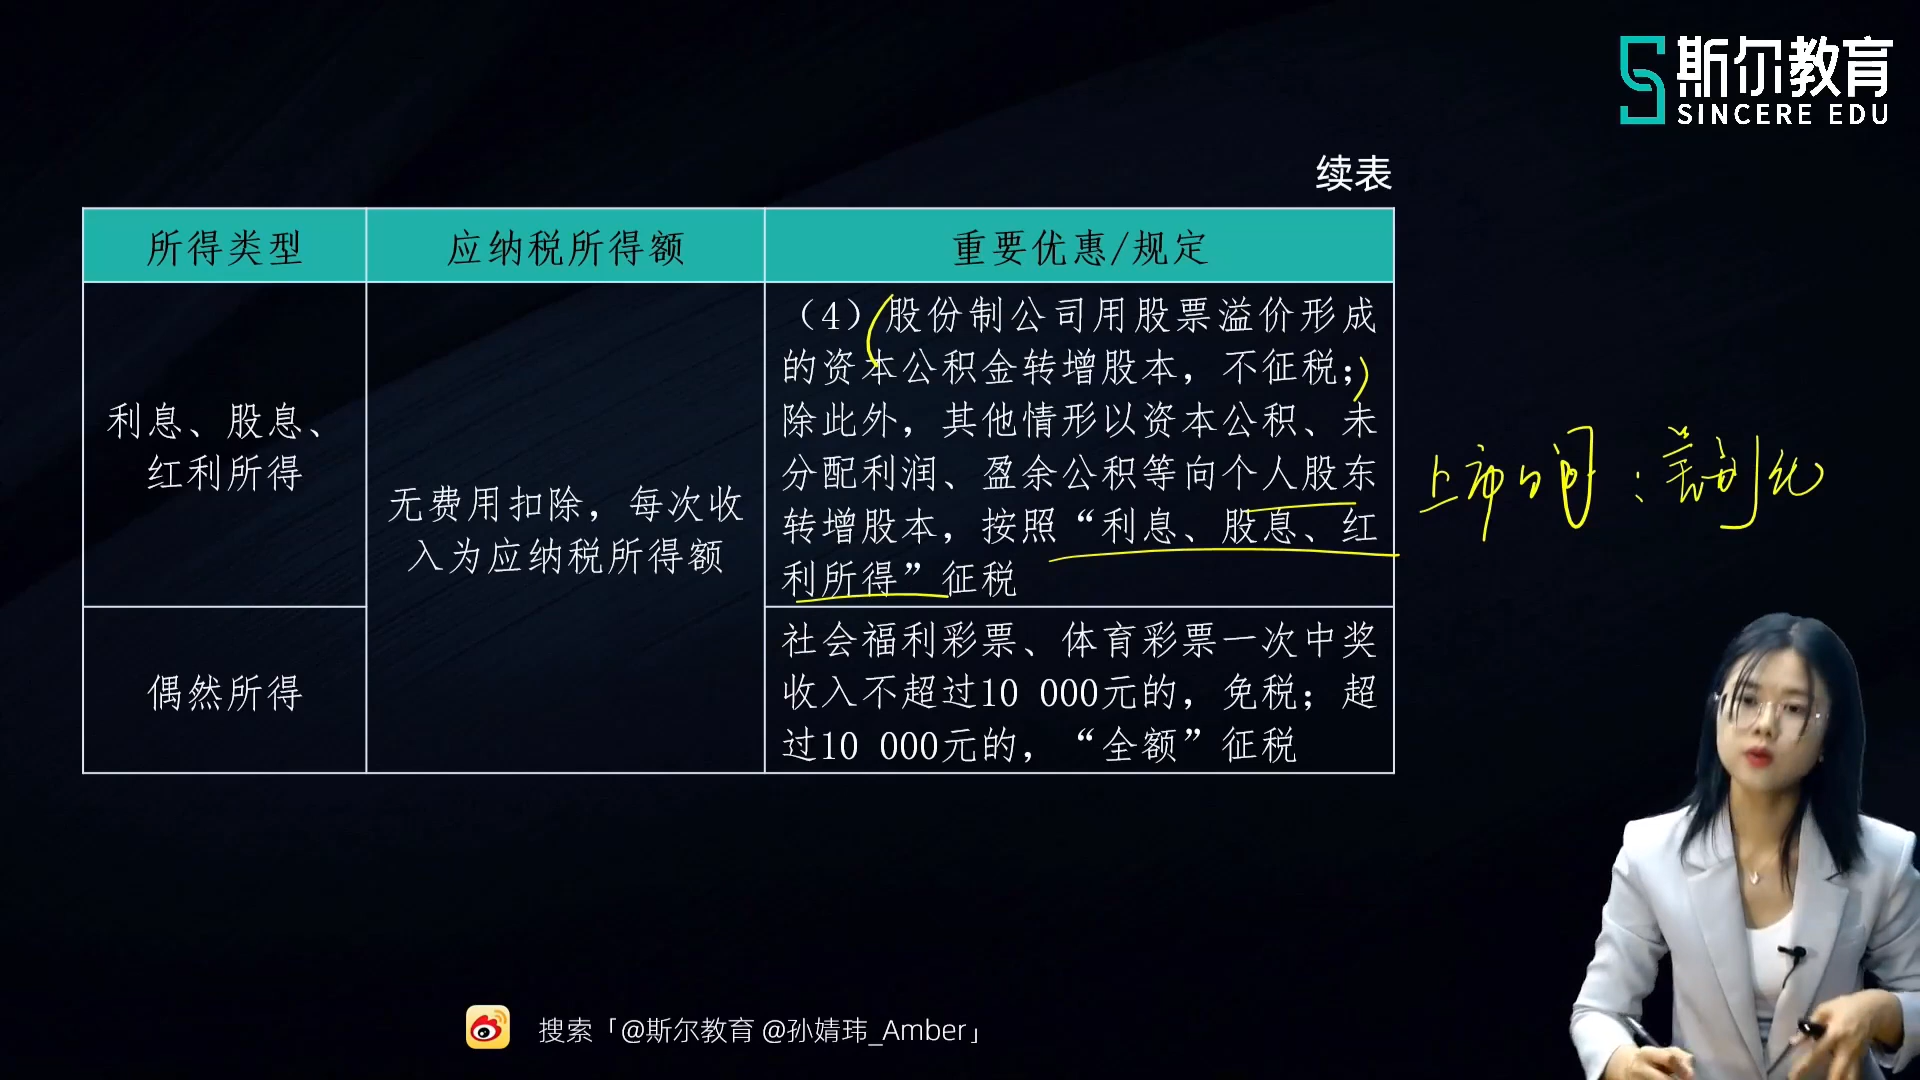 斯尔教育
SINCERE EDU
续表
所得类型
应纳税所得额
重要优惠/规定
利息、股息、
红利所得
无费用扣除，每次收
入为应纳税所得额
（4）股份制公司用股票溢价形成
的资本公积金转增股本，不征税；
除此外，其他情形以资本公积、未
分配利润、盈余公积等向个人股东
转增股本，按照“利息、股息、红
利所得”征税
上市公司：差别化
偶然所得
社会福利彩票、体育彩票一次中奖
收入不超过10 000元的，免税；超
过10 000元的，“全额”征税
搜索「@斯尔教育 @孙婧玮_Amber」